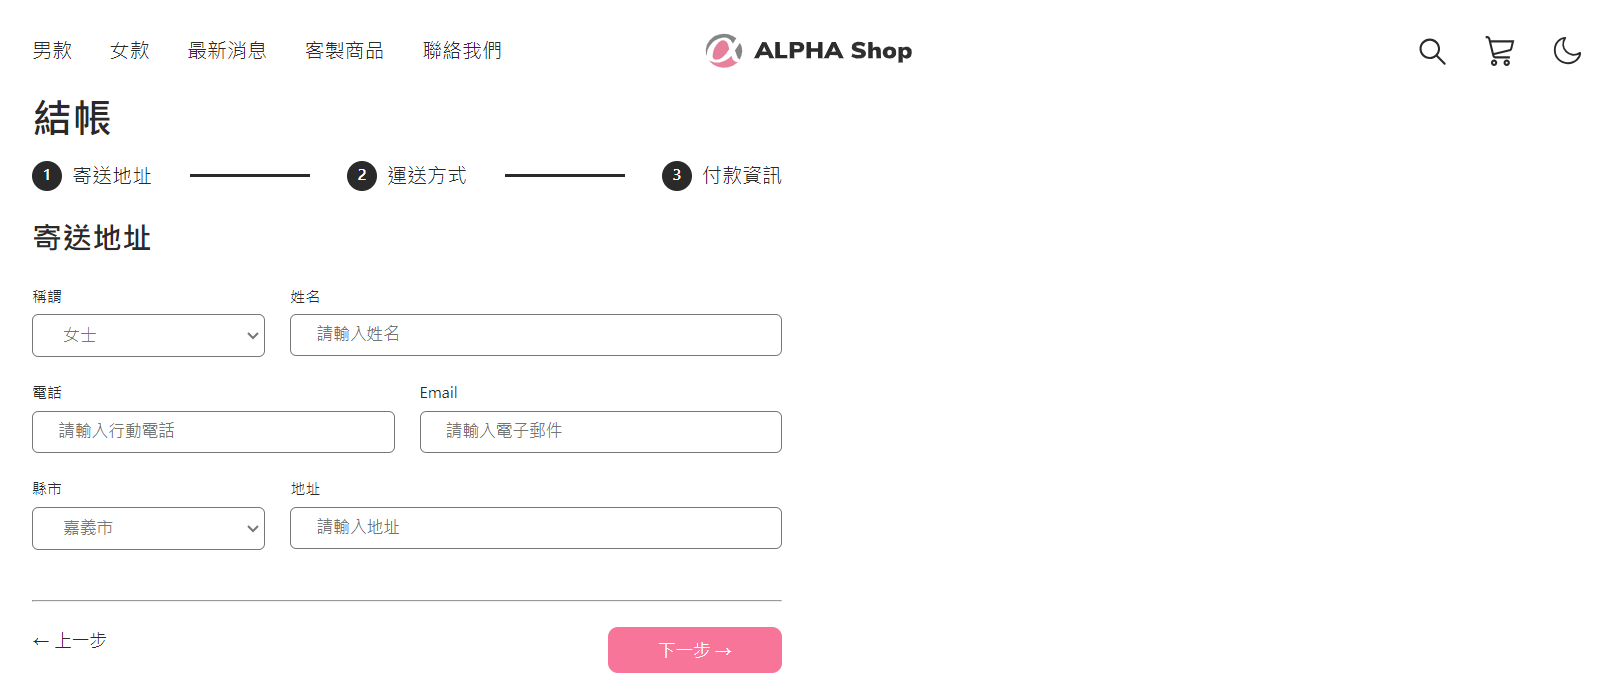 男款 女款 最新消息 客製商品 聯絡我們 ALPHA Shop
結帳
1 寄送地址 2 運送方式 3 付款資訊
寄送地址
稱謂 姓名
女士 請輸入姓名
電話 Email
請輸入行動電話 請輸入電子郵件
縣市 地址
嘉義市 請輸入地址
← 上一步 下一步 →